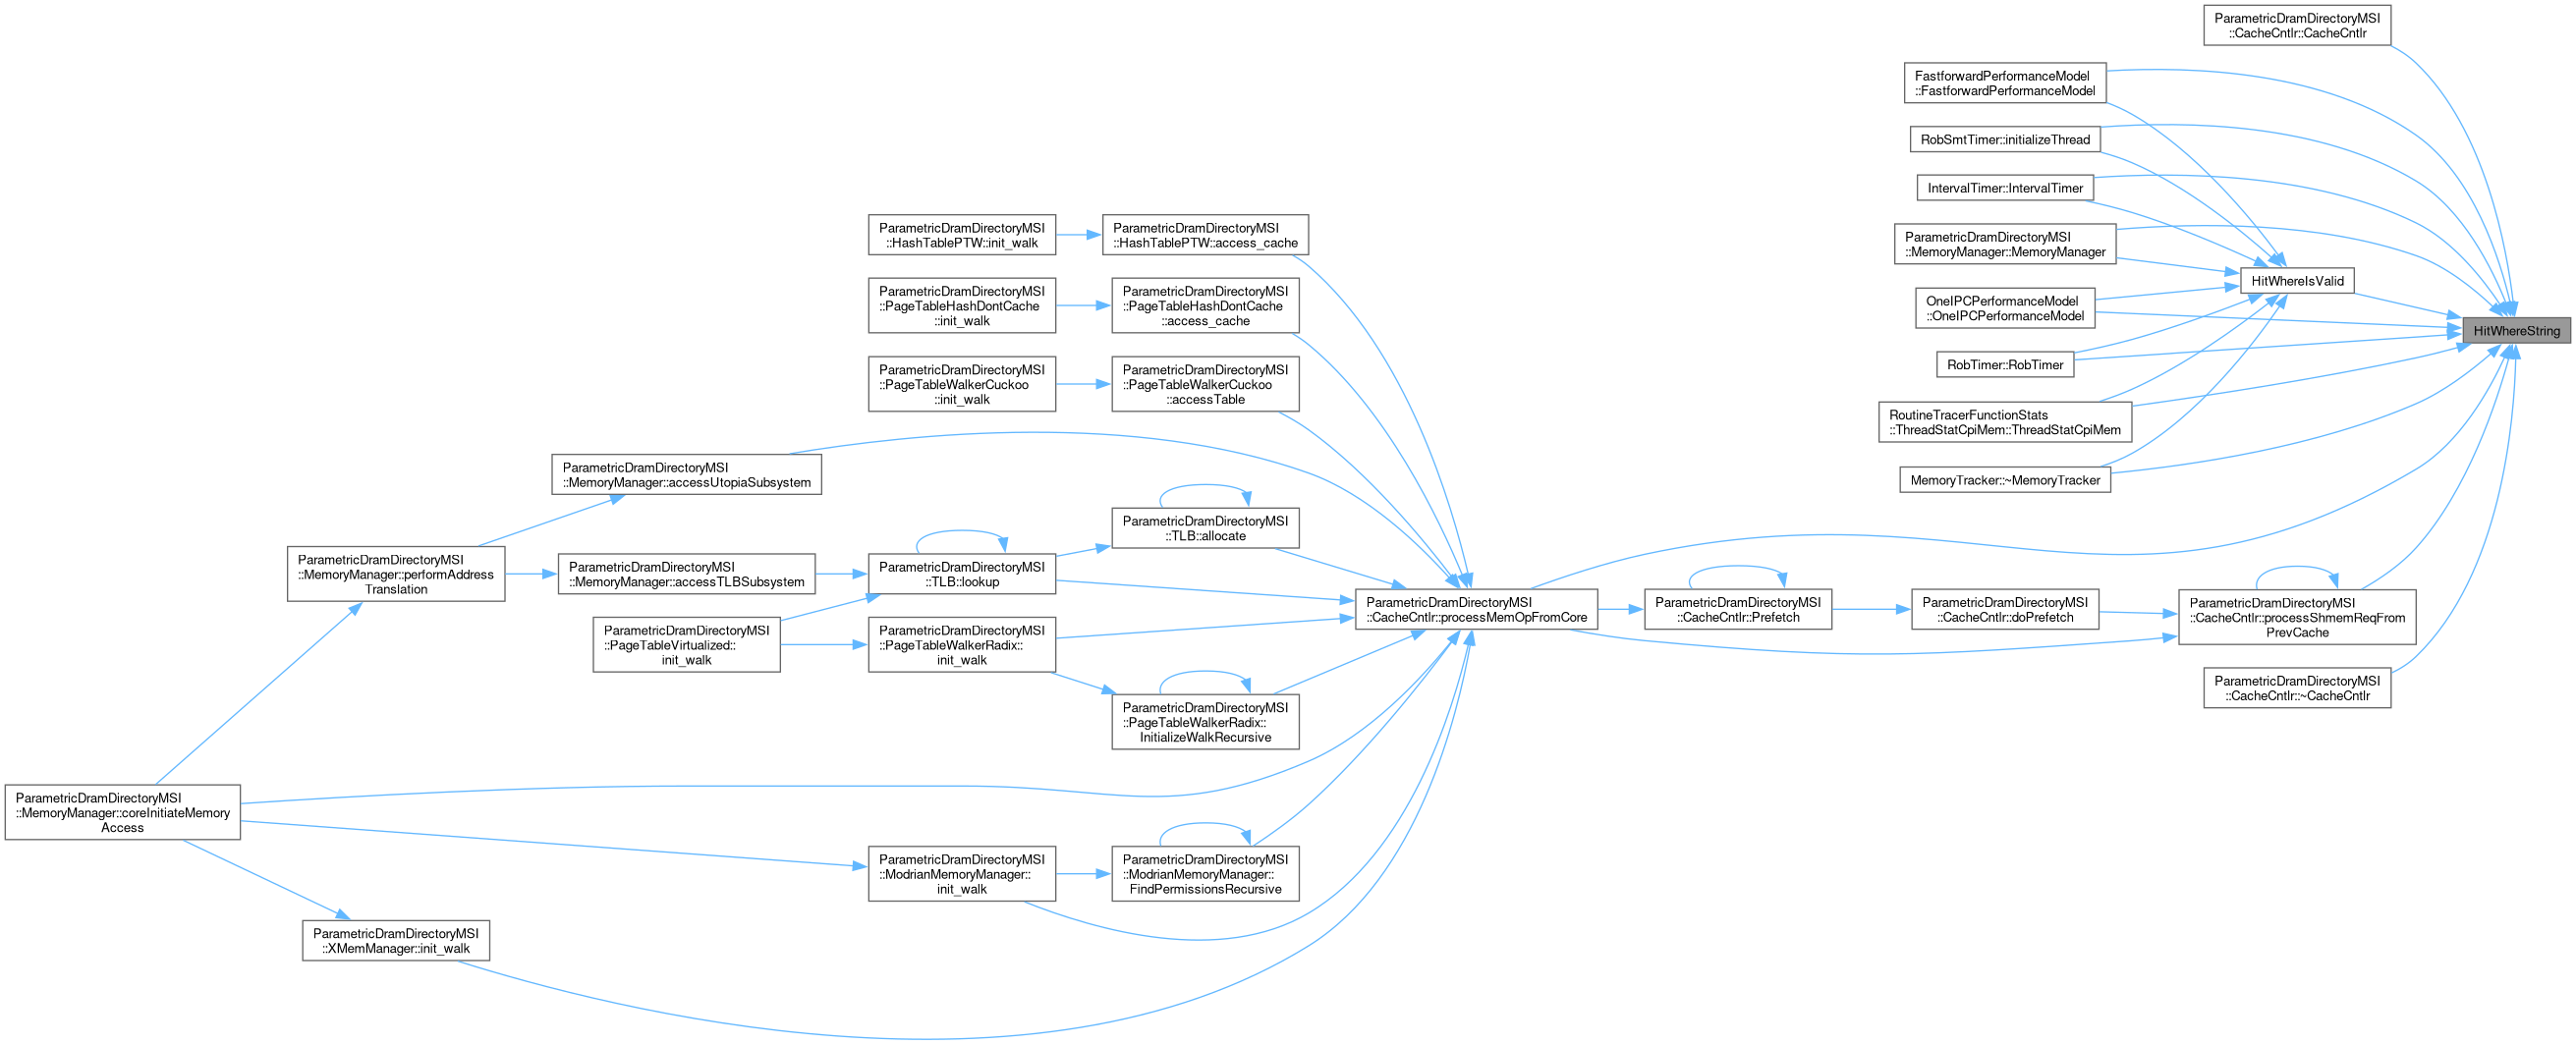 ParametricDramDirectoryMSI
::CacheCntlr::CacheCntlr
FastforwardPerformanceModel
::FastforwardPerformanceModel
RobSmtTimer::initializeThread
IntervalTimer::IntervalTimer
ParametricDramDirectoryMSI
::MemoryManager::MemoryManager
HitWhereIsValid
OneIPCPerformanceModel
::OneIPCPerformanceModel
HitWhereString
RobTimer::RobTimer
RoutineTracerFunctionStats
::ThreadStatCpiMem::ThreadStatCpiMem
MemoryTracker::~MemoryTracker
ParametricDramDirectoryMSI
::HashTablePTW::init_walk
ParametricDramDirectoryMSI
::HashTablePTW::access_cache
ParametricDramDirectoryMSI
::PageTableHashDontCache
::init_walk
ParametricDramDirectoryMSI
::PageTableHashDontCache
::access_cache
ParametricDramDirectoryMSI
::PageTableWalkerCuckoo
::init_walk
ParametricDramDirectoryMSI
::PageTableWalkerCuckoo
::accessTable
ParametricDramDirectoryMSI
::MemoryManager::accessUtopiaSubsystem
ParametricDramDirectoryMSI
::TLB::allocate
ParametricDramDirectoryMSI
::MemoryManager::performAddress
Translation
ParametricDramDirectoryMSI
::MemoryManager::accessTLBSubsystem
ParametricDramDirectoryMSI
::TLB::lookup
ParametricDramDirectoryMSI
::PageTableVirtualized::
init_walk
ParametricDramDirectoryMSI
::PageTableWalkerRadix::
init_walk
ParametricDramDirectoryMSI
::CacheCntlr::processMemOpFromCore
ParametricDramDirectoryMSI
::CacheCntlr::Prefetch
ParametricDramDirectoryMSI
::CacheCntlr::doPrefetch
ParametricDramDirectoryMSI
::CacheCntlr::processShmemReqFrom
PrevCache
ParametricDramDirectoryMSI
::CacheCntlr::~CacheCntlr
ParametricDramDirectoryMSI
::PageTableWalkerRadix::
InitializeWalkRecursive
ParametricDramDirectoryMSI
::MemoryManager::coreInitiateMemory
Access
ParametricDramDirectoryMSI
::ModrianMemoryManager::
init_walk
ParametricDramDirectoryMSI
::ModrianMemoryManager::
FindPermissionsRecursive
ParametricDramDirectoryMSI
::XMemManager::init_walk